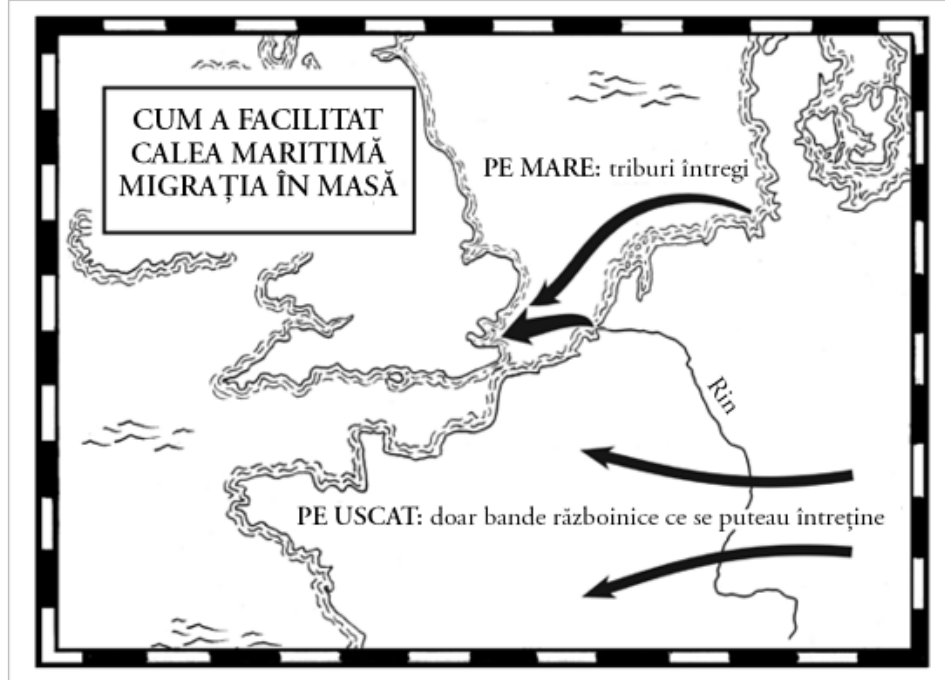 CUM A FACILITAT
CALEA MARITIMĂ
MIGRAȚIA ÎN MASĂ
PE MARE: triburi întregi
Rin
PE USCAT: doar bande războinice ce se puteau întreține